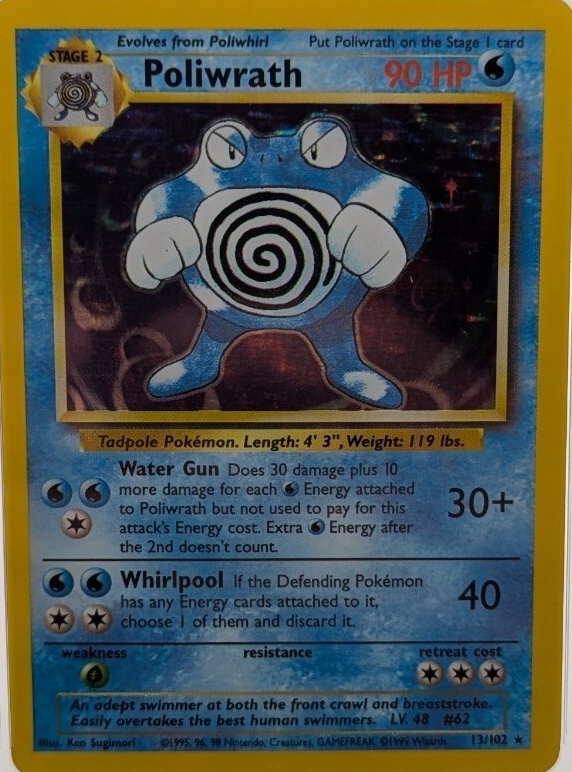 Evolves from Poliwhirl Put Poliwrath on the Stage 1 card
STAGE 2
Poliwrath 90 HP
Tadpole Pokémon. Length: 4' 3", Weight: 119 lbs.
Water Gun Does 30 damage plus 10
more damage for each Energy attached
to Poliwrath but not used to pay for this
attack's Energy cost. Extra Energy after
the 2nd doesn't count.
30+
Whirlpool If the Defending Pokémon
has any Energy cards attached to it,
choose 1 of them and discard it.
40
weakness resistance retreat cost
An adept swimmer at both the front crawl and breaststroke.
Easily overtakes the best human swimmers. LV. 48 #62
Illus. Ken Sugimori ©1995, 96, 98 Nintendo, Creatures, GAMEFREAK. ©1999 Wizards. 13/102 ★